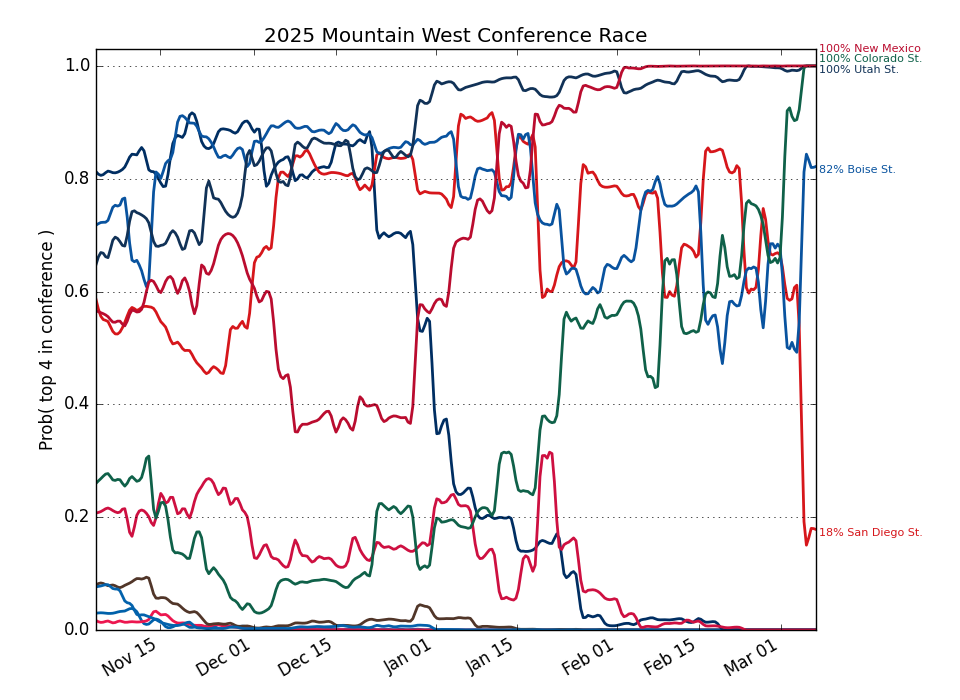 2025 Mountain West Conference Race
100% New Mexico
100% Colorado St.
100% Utah St.
82% Boise St.
18% San Diego St.
Prob( top 4 in conference )
1.0
0.8
0.6
0.4
0.2
0.0
Nov 15
Dec 01
Dec 15
Jan 01
Jan 15
Feb 01
Feb 15
Mar 01